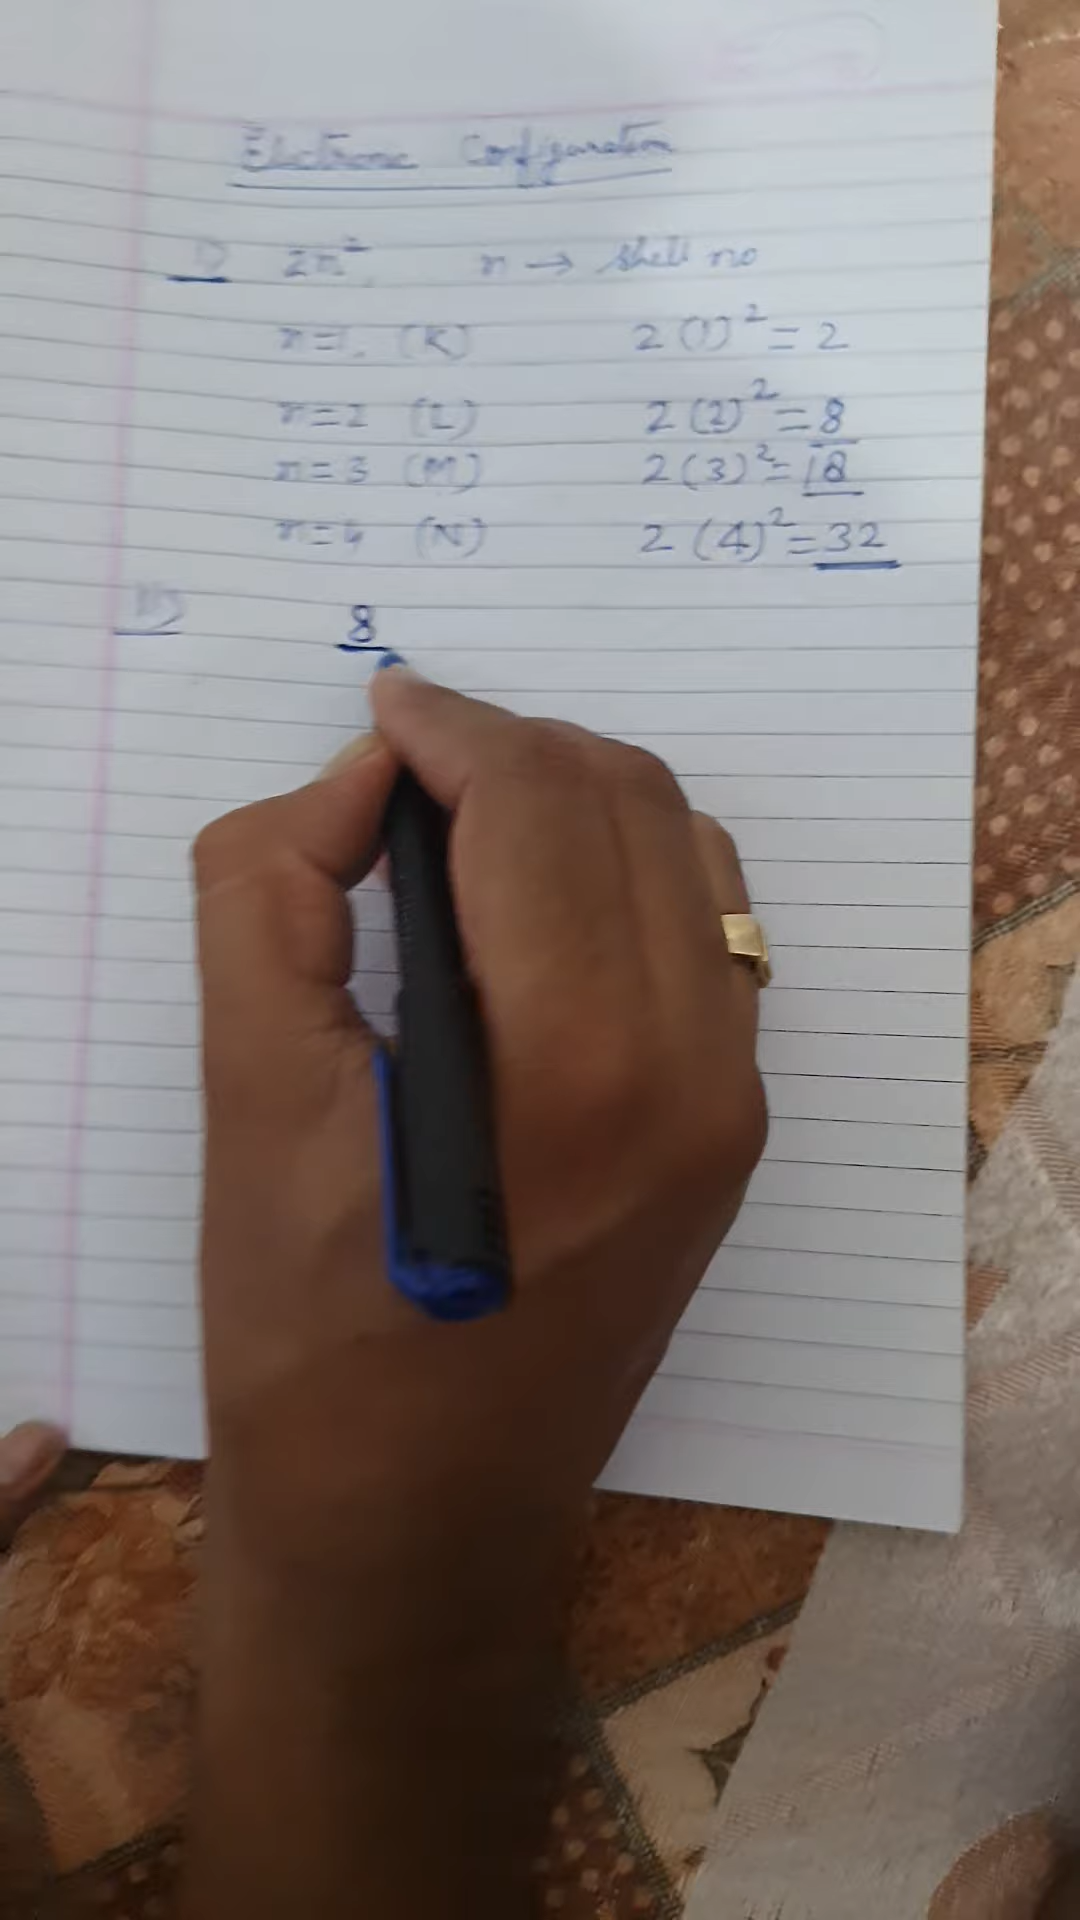 Electronic Configuration
1) 2n², n → shell no
n=1, (K) 2(1)² = 2
n=2 (L) 2(2)² = 8
n=3 (M) 2(3)² = 18
n=4 (N) 2(4)² = 32
8